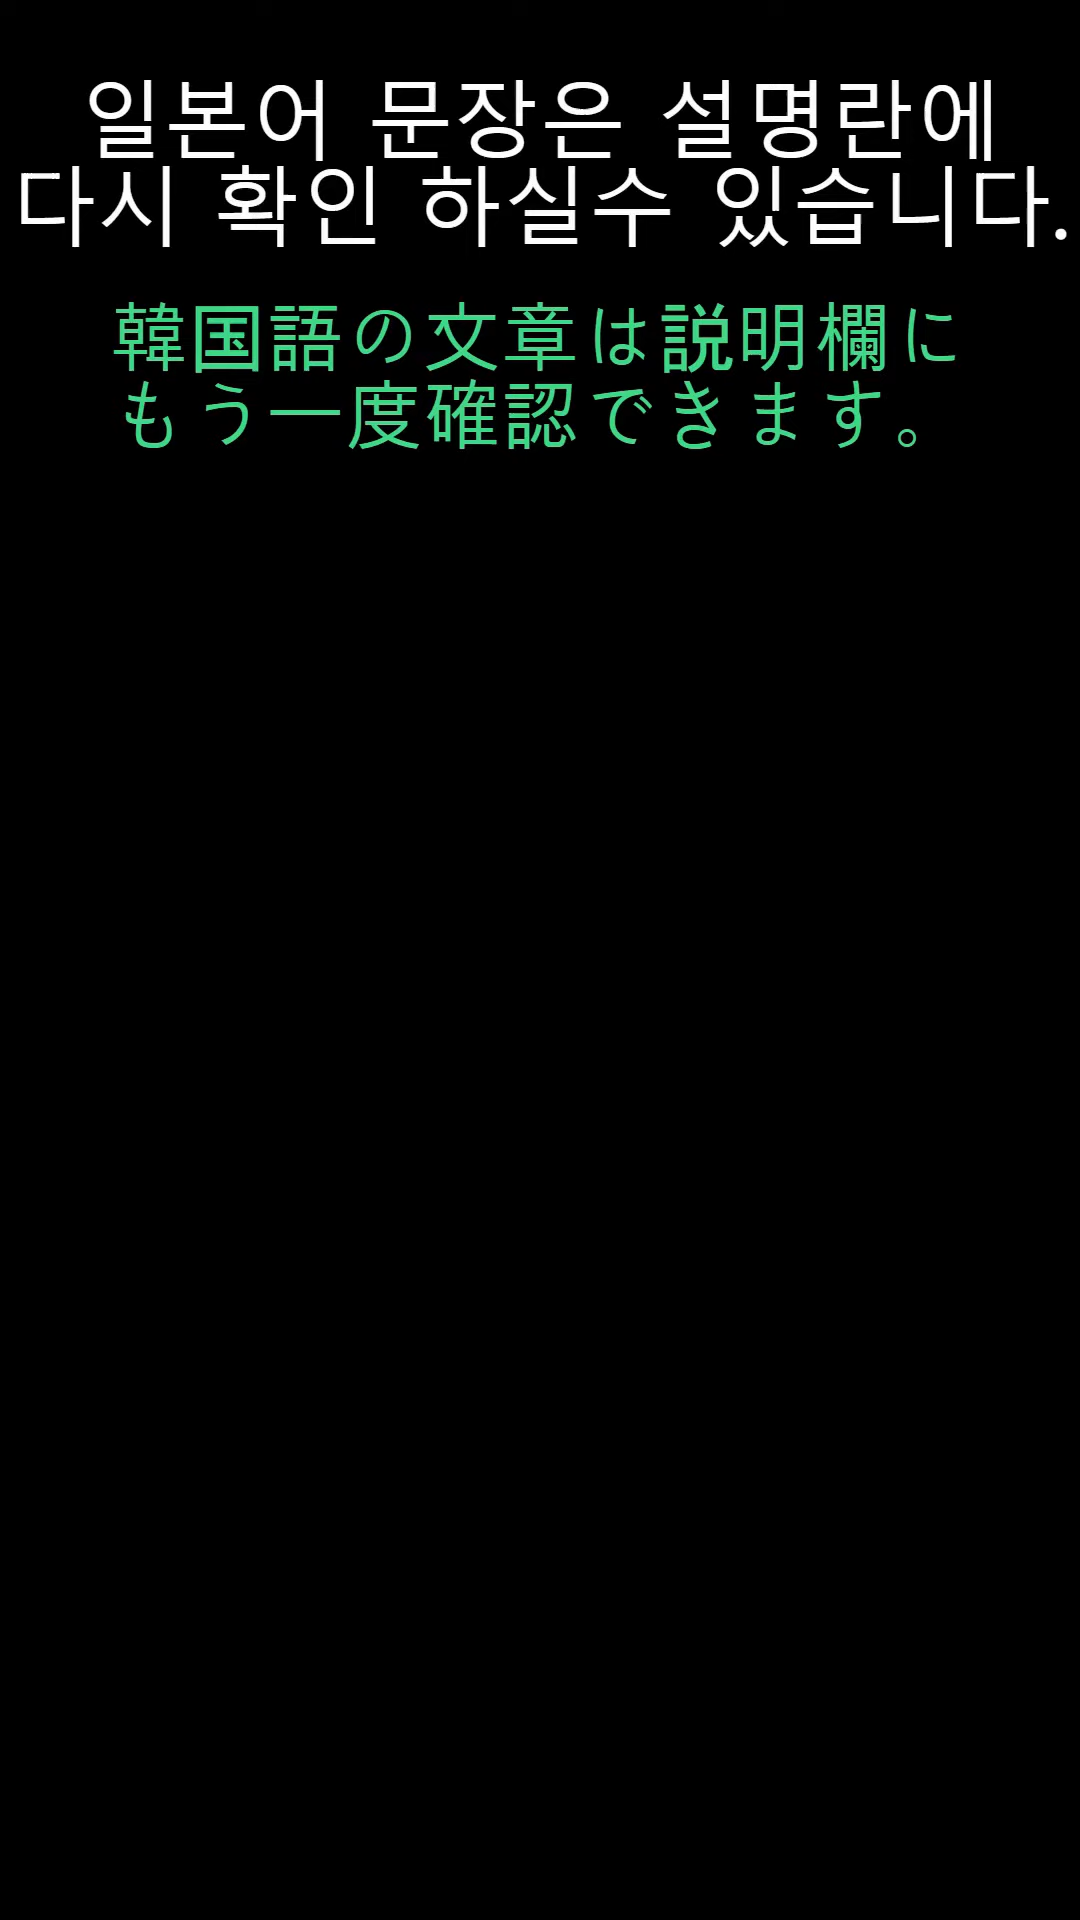 일본어 문장은 설명란에
다시 확인 하실수 있습니다.
韓国語の文章は説明欄に
もう一度確認できます。